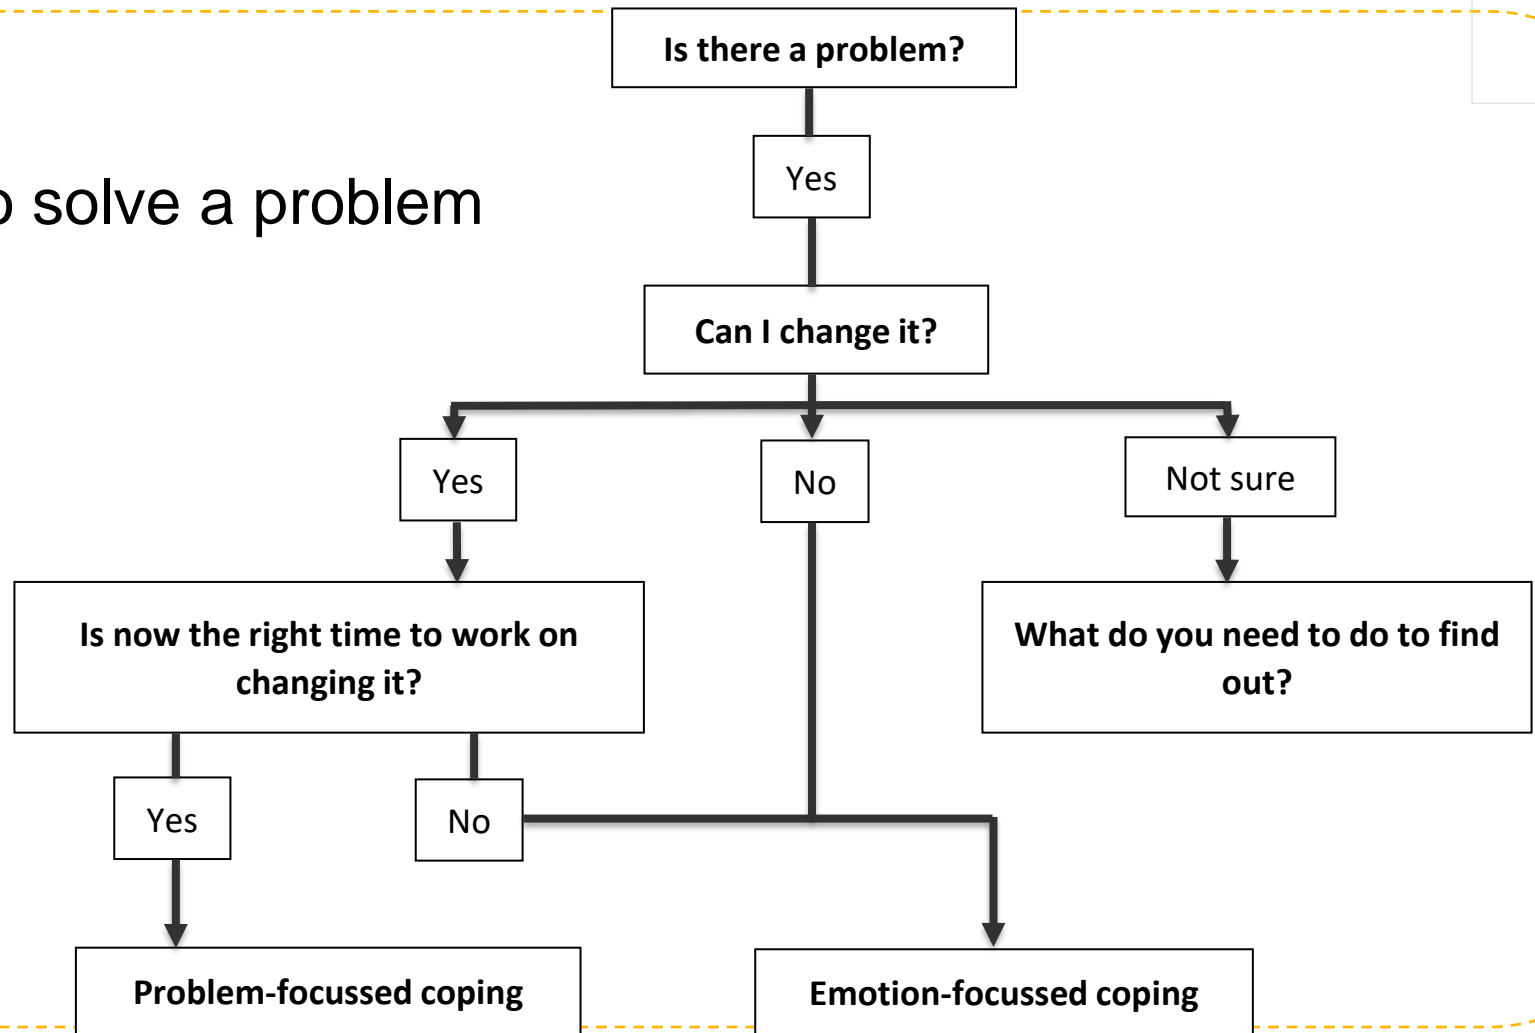 Is there a problem?
Yes
solve a problem
Can I change it?
Yes
No
Not sure
Is now the right time to work on
changing it?
What do you need to do to find
out?
Yes
No
Problem-focussed coping
Emotion-focussed coping